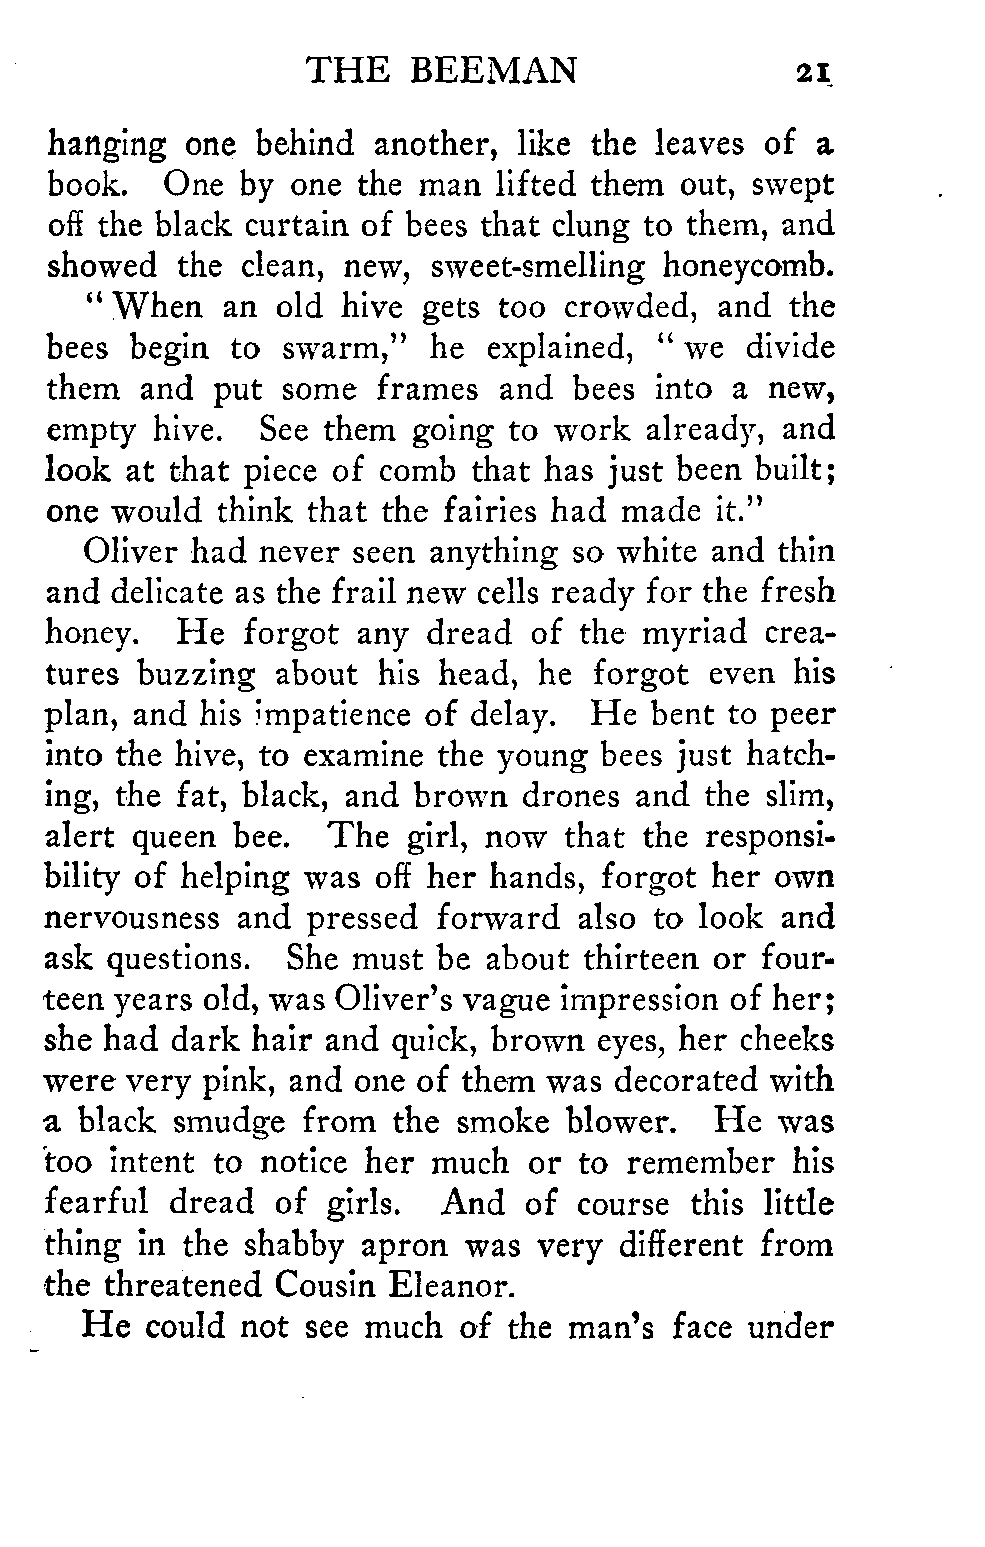 THE BEEMAN 21
hanging one behind another, like the leaves of a
book. One by one the man lifted them out, swept
off the black curtain of bees that clung to them, and
showed the clean, new, sweet-smelling honeycomb.
" When an old hive gets too crowded, and the
bees begin to swarm," he explained, " we divide
them and put some frames and bees into a new,
empty hive. See them going to work already, and
look at that piece of comb that has just been built;
one would think that the fairies had made it."
Oliver had never seen anything so white and thin
and delicate as the frail new cells ready for the fresh
honey. He forgot any dread of the myriad crea-
tures buzzing about his head, he forgot even his
plan, and his impatience of delay. He bent to peer
into the hive, to examine the young bees just hatch-
ing, the fat, black, and brown drones and the slim,
alert queen bee. The girl, now that the responsi-
bility of helping was off her hands, forgot her own
nervousness and pressed forward also to look and
ask questions. She must be about thirteen or four-
teen years old, was Oliver's vague impression of her;
she had dark hair and quick, brown eyes, her cheeks
were very pink, and one of them was decorated with
a black smudge from the smoke blower. He was
too intent to notice her much or to remember his
fearful dread of girls. And of course this little
thing in the shabby apron was very different from
the threatened Cousin Eleanor.
He could not see much of the man's face under